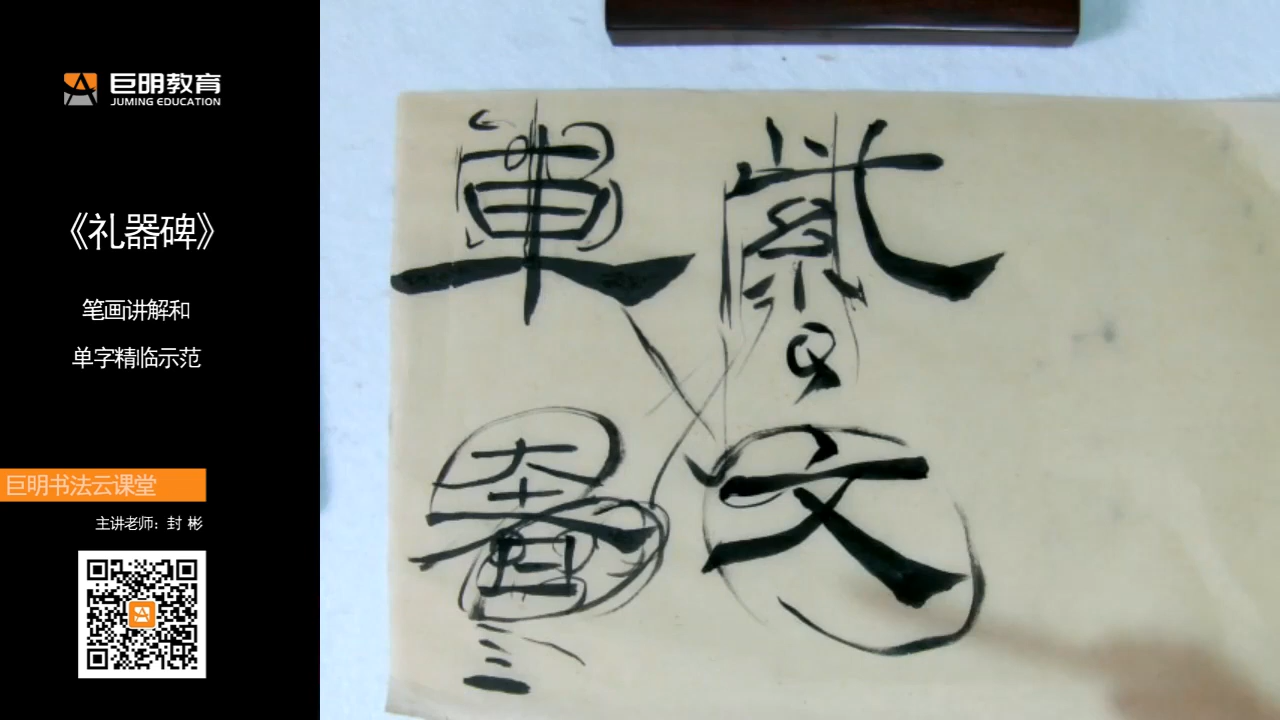 巨明教育
JUMING EDUCATION
《礼器碑》
笔画讲解和
单字精临示范
巨明书法云课堂
主讲老师：封 彬
文